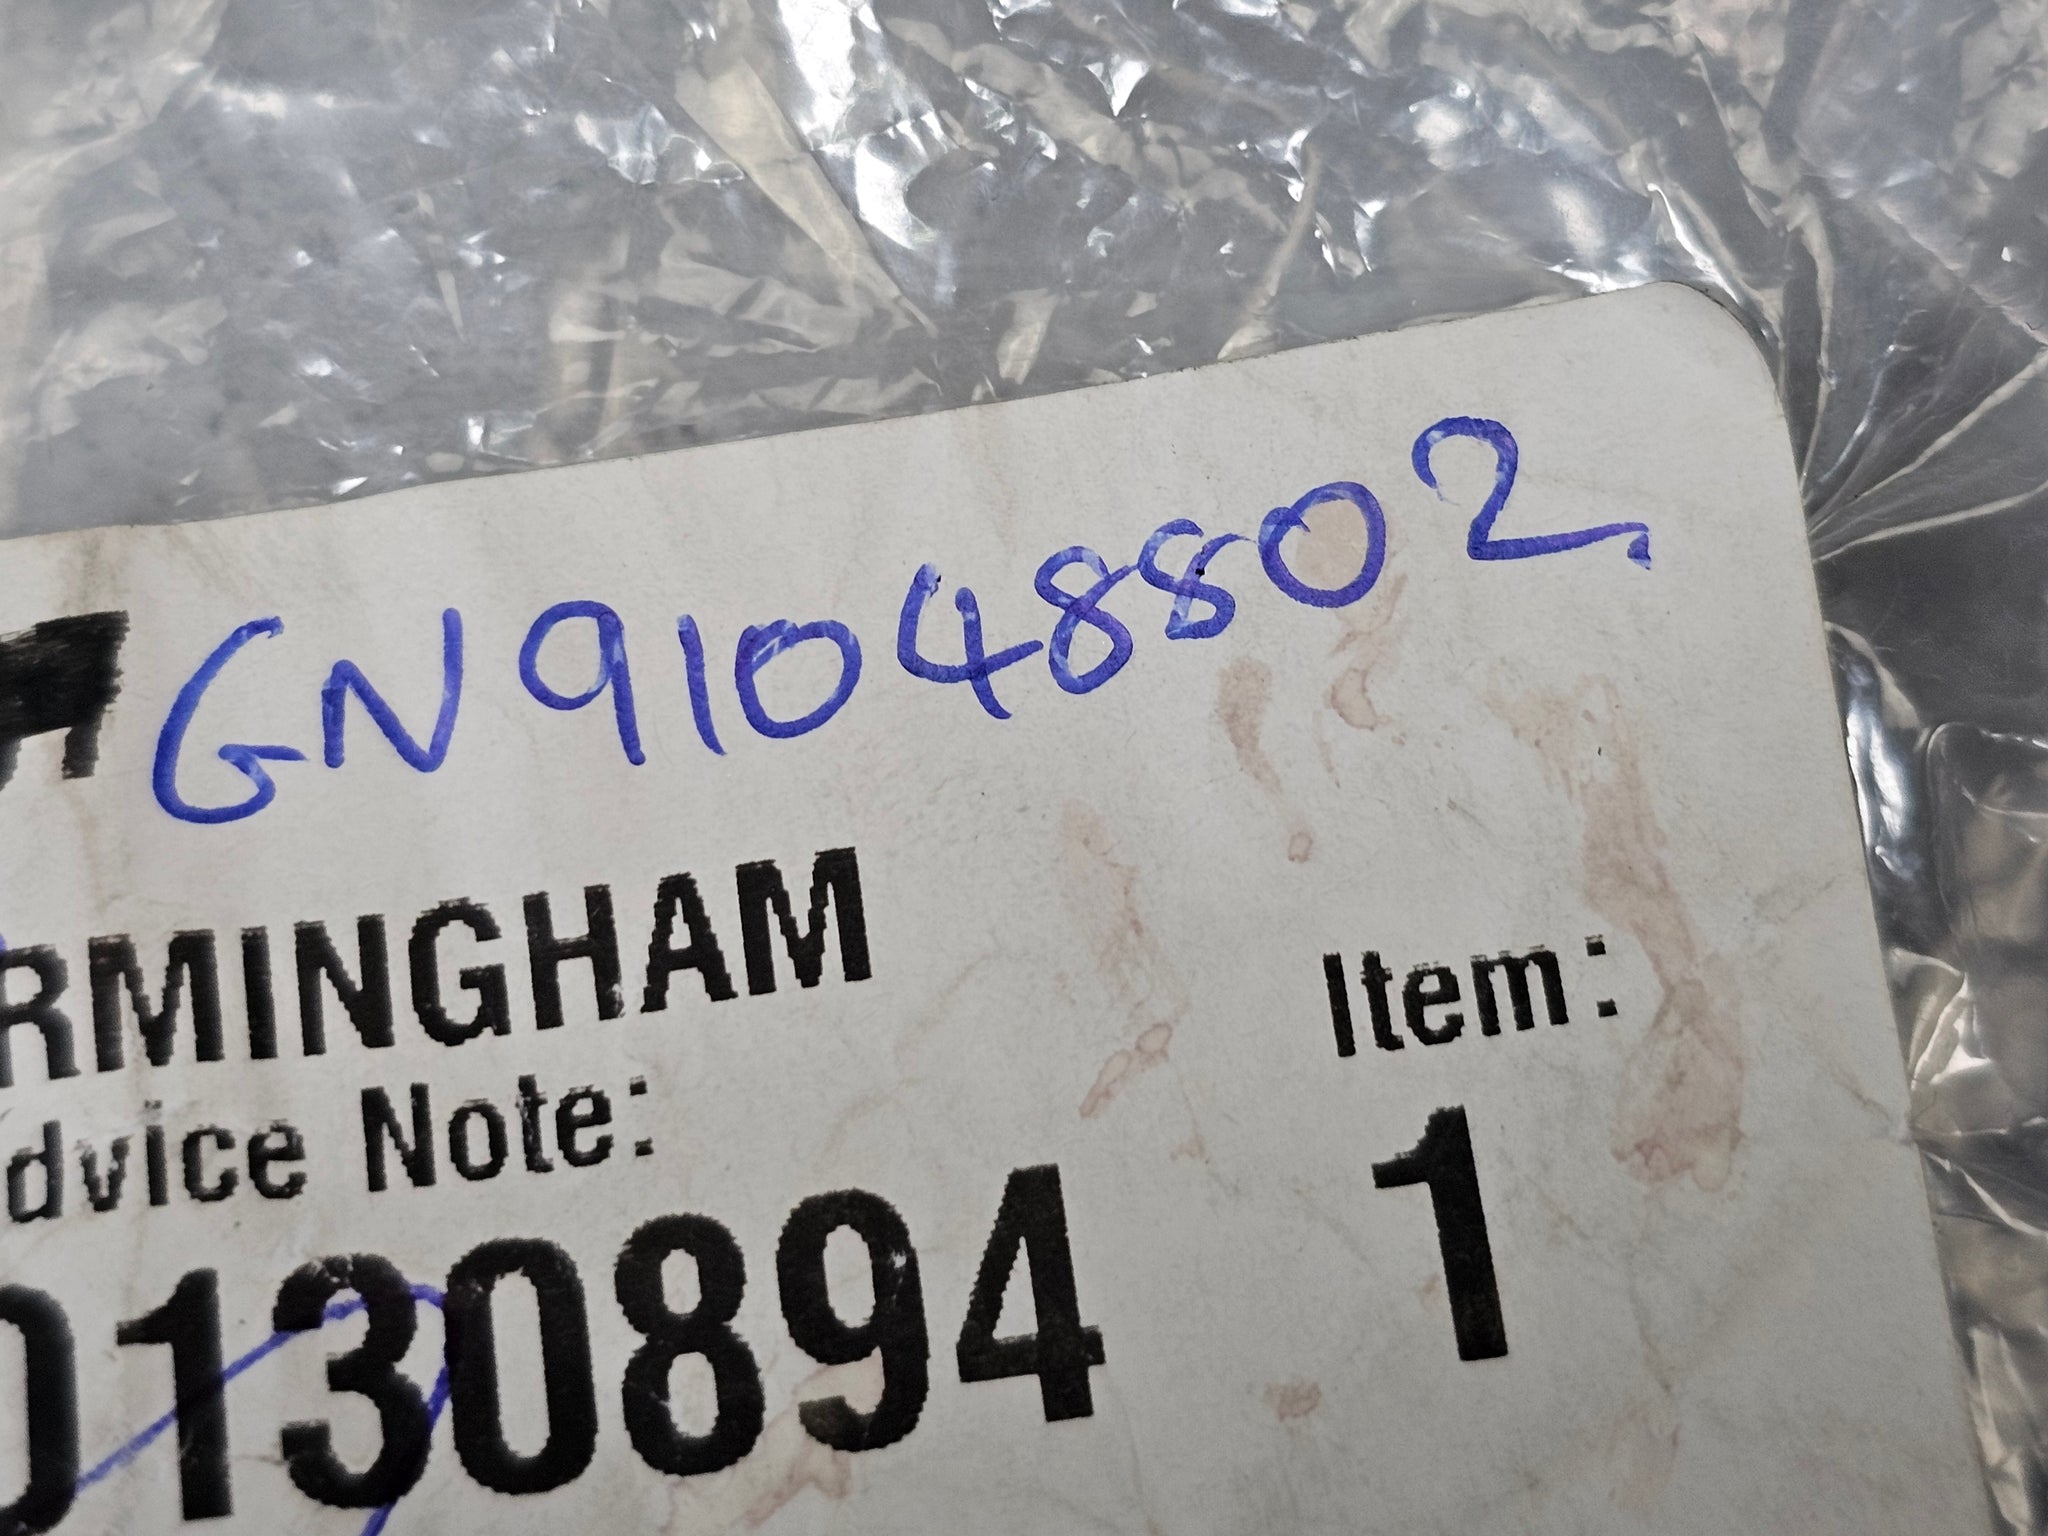 GN91048802.
RMINGHAM
Item:
dvice Note:
0130894
1